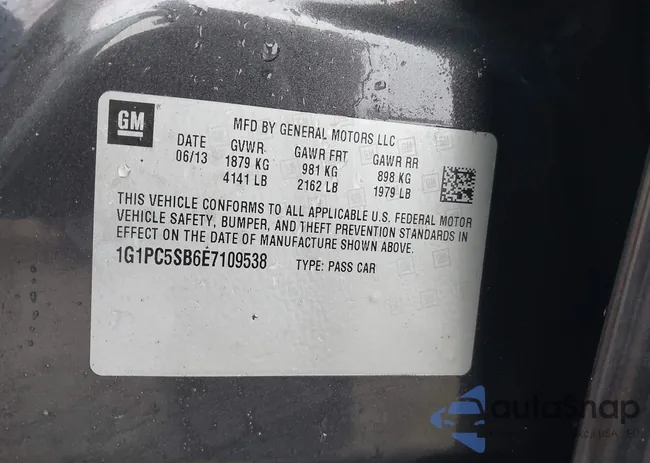 GM
MFD BY GENERAL MOTORS LLC
DATE GVWR GAWR FRT GAWR RR
06/13 1879 KG 981 KG 898 KG
4141 LB 2162 LB 1979 LB
THIS VEHICLE CONFORMS TO ALL APPLICABLE U.S. FEDERAL MOTOR
VEHICLE SAFETY, BUMPER, AND THEFT PREVENTION STANDARDS IN
EFFECT ON THE DATE OF MANUFACTURE SHOWN ABOVE.
1G1PC5SB6E7109538 TYPE: PASS CAR
autoSnap